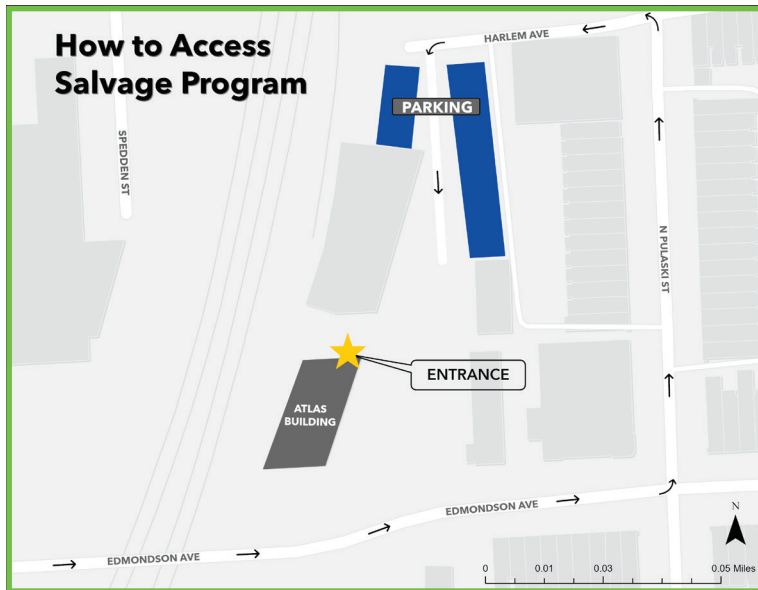 How to Access
Salvage Program
HARLEM AVE
PARKING
SPEDDEN ST
N PULASKI ST
ENTRANCE
ATLAS
BUILDING
EDMONDSON AVE
EDMONDSON AVE
N
0 0.01 0.03 0.05 Miles